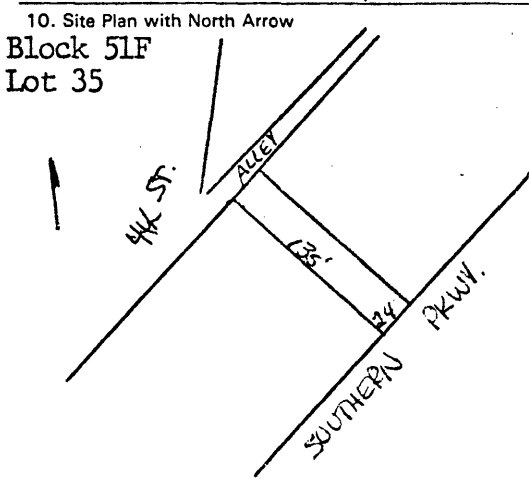 10. Site Plan with North Arrow
Block 51F
Lot 35
ALLEY
4th ST.
135'
24
PKWY.
SOUTHERN